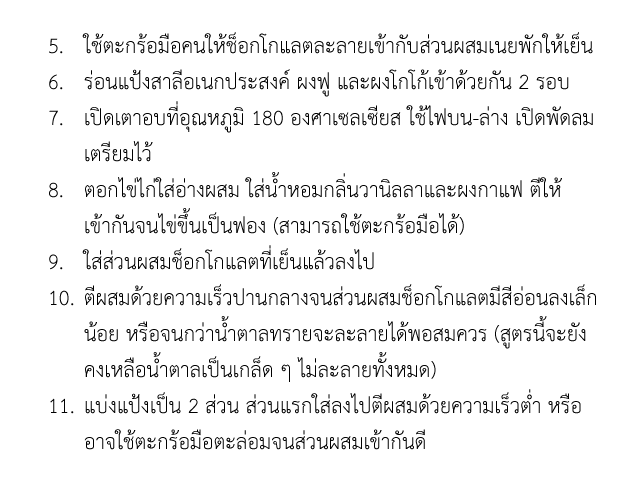 5. ใช้ตะกร้อมือคนให้ช็อกโกแลตละลายเข้ากับส่วนผสมเนยพักให้เย็น
6. ร่อนแป้งสาลีอเนกประสงค์ ผงฟู และผงโกโก้เข้าด้วยกัน 2 รอบ
7. เปิดเตาอบที่อุณหภูมิ 180 องศาเซลเซียส ใช้ไฟบน-ล่าง เปิดพัดลม
เตรียมไว้
8. ตอกไข่ไก่ใส่อ่างผสม ใส่น้ำหอมกลิ่นวานิลลาและผงกาแฟ ตีให้
เข้ากันจนไข่ขึ้นเป็นฟอง (สามารถใช้ตะกร้อมือได้)
9. ใส่ส่วนผสมช็อกโกแลตที่เย็นแล้วลงไป
10. ตีผสมด้วยความเร็วปานกลางจนส่วนผสมช็อกโกแลตมีสีอ่อนลงเล็ก
น้อย หรือจนกว่าน้ำตาลทรายจะละลายได้พอสมควร (สูตรนี้จะยัง
คงเหลือน้ำตาลเป็นเกล็ด ๆ ไม่ละลายทั้งหมด)
11. แบ่งแป้งเป็น 2 ส่วน ส่วนแรกใส่ลงไปตีผสมด้วยความเร็วต่ำ หรือ
อาจใช้ตะกร้อมือตะล่อมจนส่วนผสมเข้ากันดี